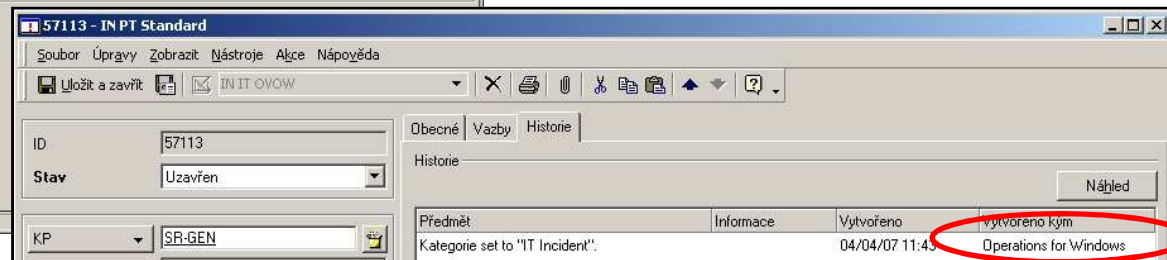 57113 - IN PT Standard
Soubor Úpravy Zobrazit Nástroje Akce Nápověda
Uložit a zavřít IN IT OVOW
Obecné Vazby Historie
ID 57113
Historie
Stav Uzavřen
Náhled
Předmět Informace Vytvořeno Vytvořeno kým
KP SR-GEN
Kategorie set to "IT Incident". 04/04/07 11:43 Operations for Windows